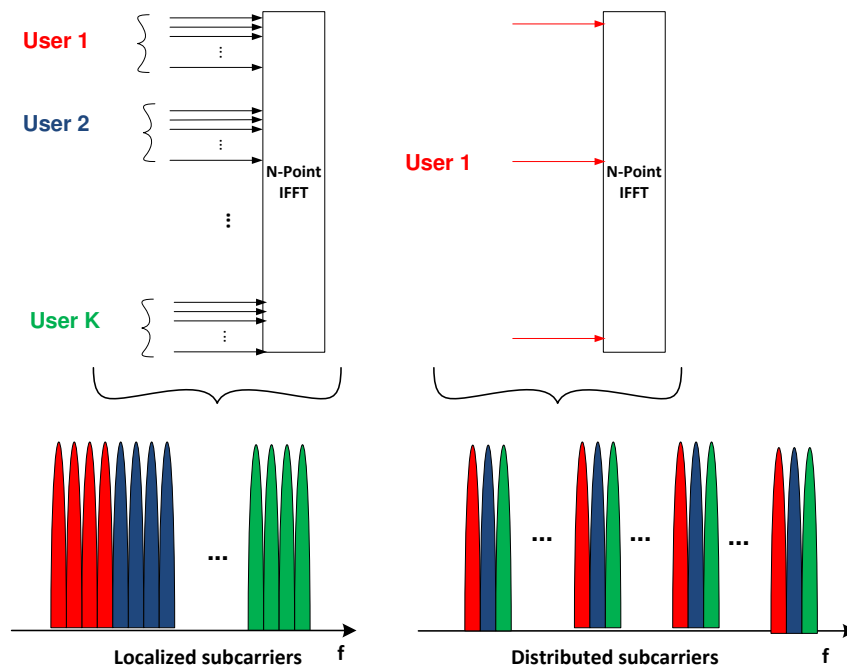 User 1
...
User 2
...
N-Point
IFFT
...
User K
...
User 1
N-Point
IFFT
...
Localized subcarriers
f
... ... ...
Distributed subcarriers
f